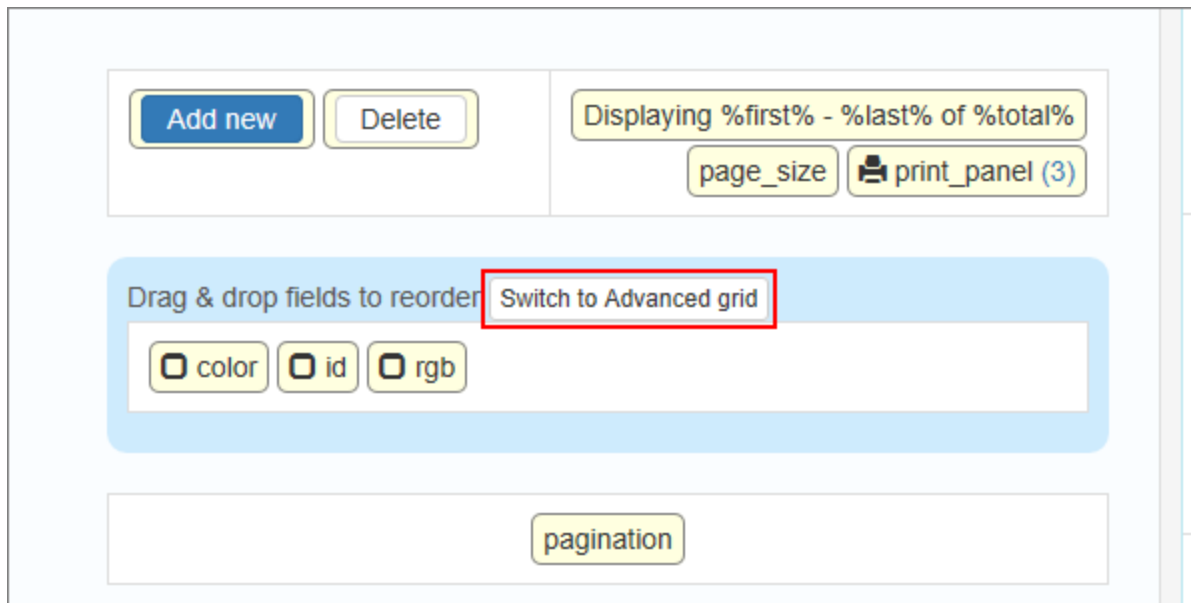 Add new Delete
Displaying %first% - %last% of %total%
page_size print_panel (3)
Drag & drop fields to reorder Switch to Advanced grid
color id rgb
pagination